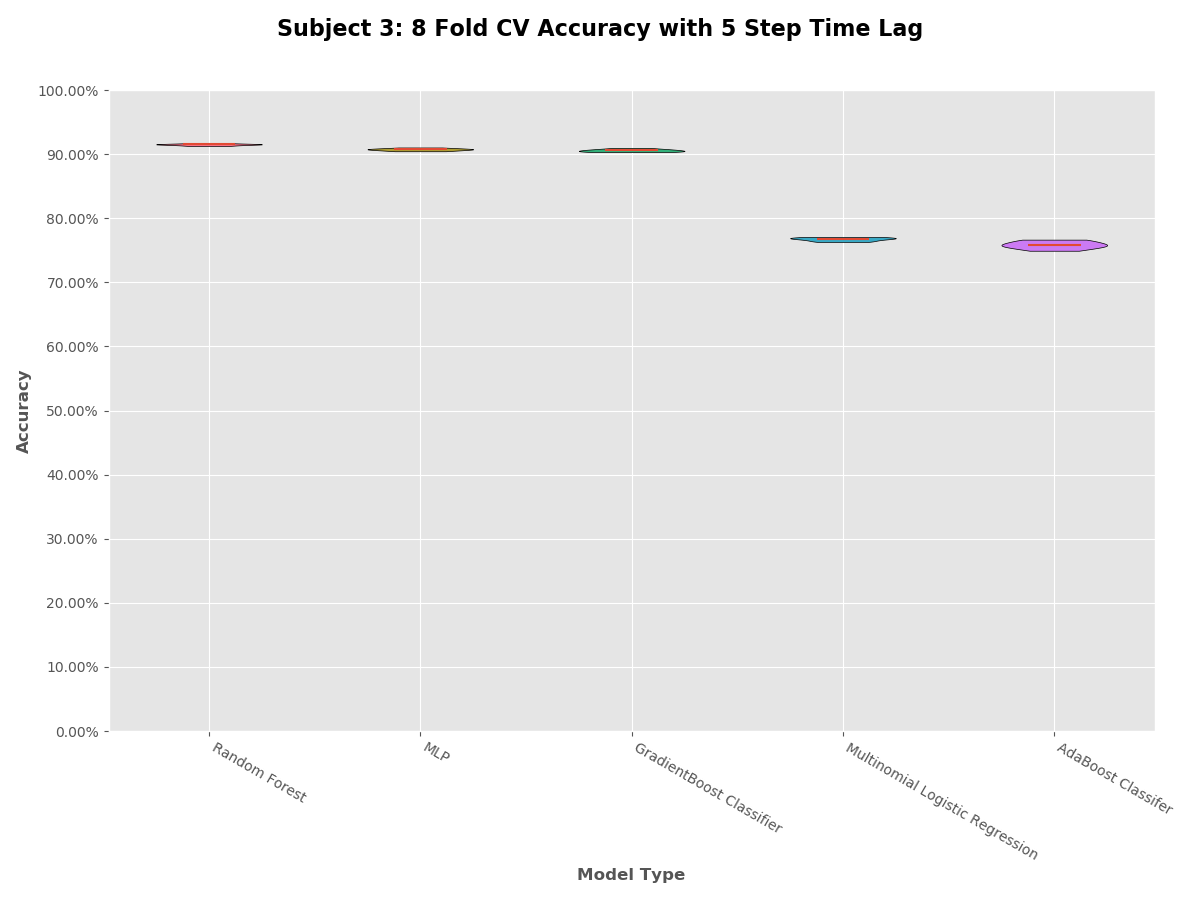 Subject 3: 8 Fold CV Accuracy with 5 Step Time Lag
100.00%
90.00%
80.00%
70.00%
60.00%
50.00%
40.00%
30.00%
20.00%
10.00%
0.00%
Accuracy
Random Forest
MLP
GradientBoost Classifier
Multinomial Logistic Regression
AdaBoost Classifer
Model Type